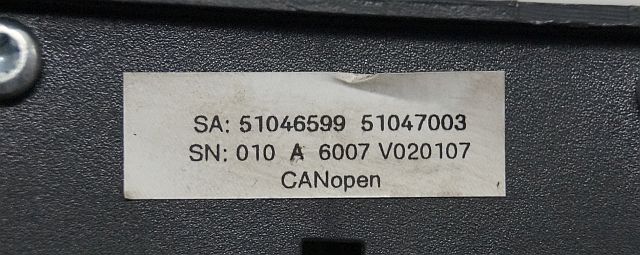 SA: 51046599 51047003
SN: 010 A 6007 V020107
CANopen